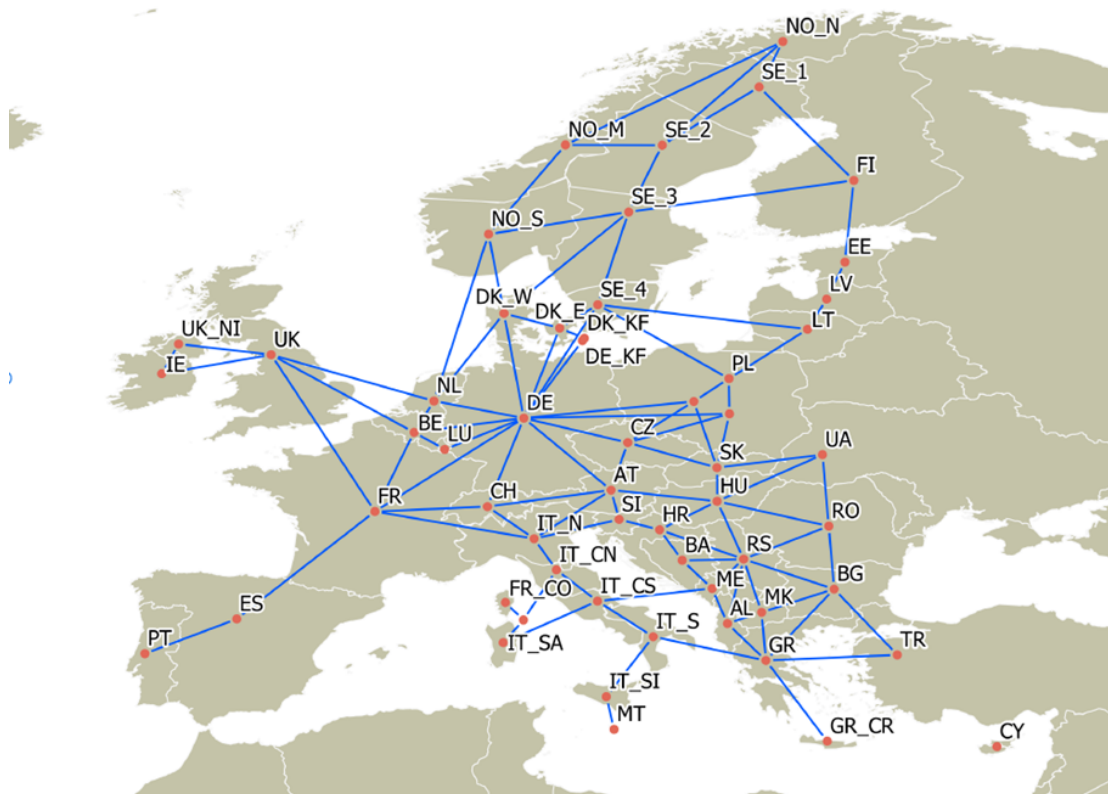 NO_N
SE_1
NO_M
SE_2
FI
SE_3
NO_S
EE
LV
SE_4
DK_W
DK_E
DK_KF
LT
UK_NI
UK
DE_KF
IE
PL
NL
DE
BE
LU
CZ
UA
SK
AT
HU
FR
CH
SI
RO
IT_N
HR
BA
RS
IT_CN
ME
BG
FR_CO
IT_CS
MK
ES
AL
IT_S
PT
IT_SA
GR
TR
IT_SI
MT
GR_CR
CY